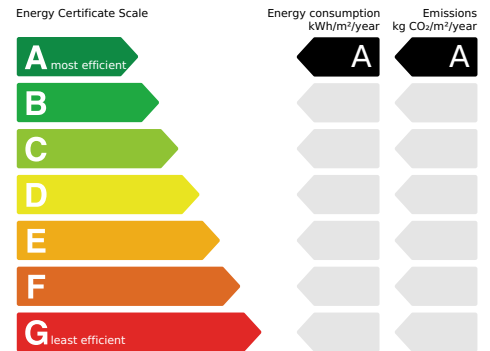 Energy Certificate Scale
Energy consumption
kWh/m²/year
Emissions
kg CO₂/m²/year
A most efficient
A
A
B
C
D
E
F
G least efficient